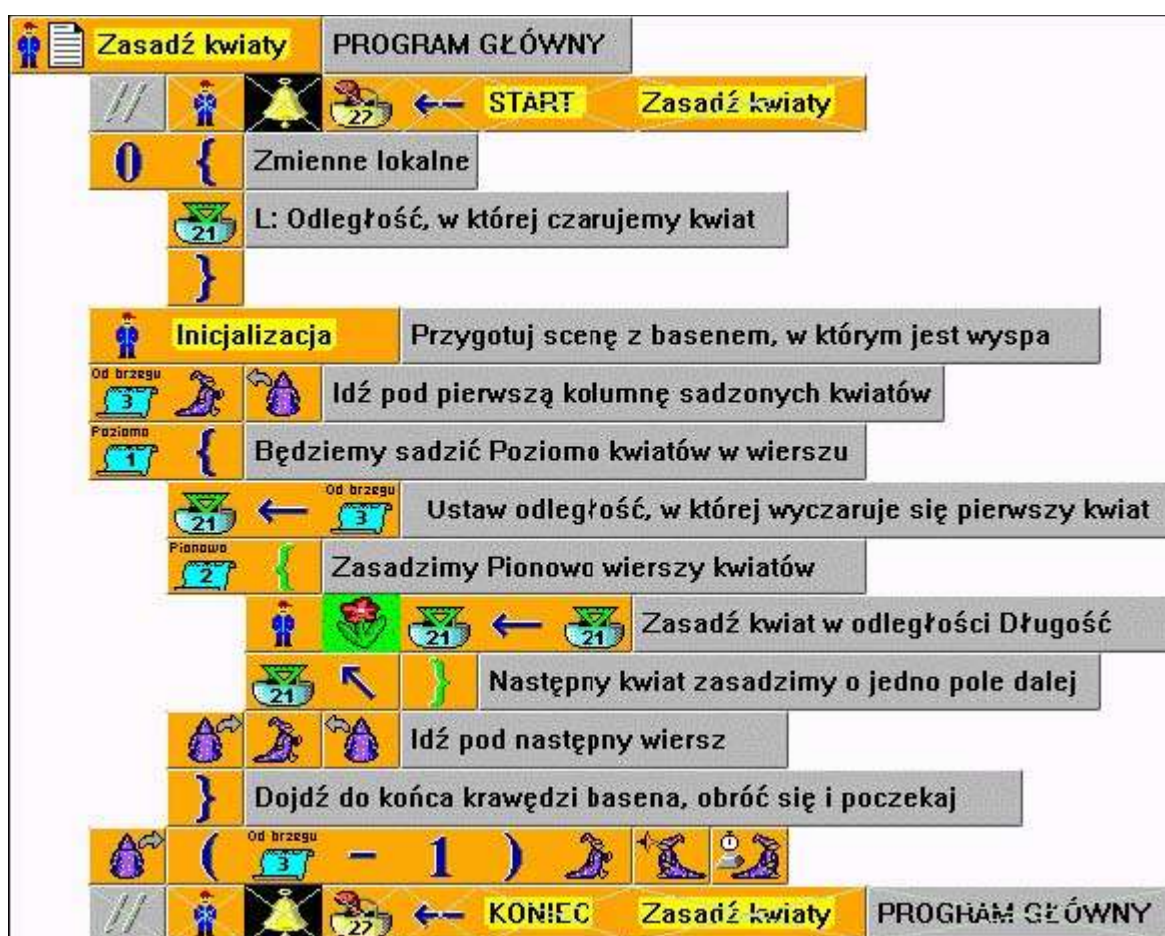 Zasadź kwiaty PROGRAM GŁÓWNY
// 27 ← START Zasadź kwiaty
0 { Zmienne lokalne
21 L: Odległość, w której czarujemy kwiat
}
Inicjalizacja Przygotuj scenę z basenem, w którym jest wyspa
Od brzegu 3 Idź pod pierwszą kolumnę sadzonych kwiatów
Poziomo 1 { Będziemy sadzić Poziomo kwiatów w wierszu
21 ← Od brzegu 3 Ustaw odległość, w której wyczaruje się pierwszy kwiat
Pionowo 2 { Zasadzimy Pionowo wierszy kwiatów
21 ← 21 Zasadź kwiat w odległości Długość
21 ↖ } Następny kwiat zasadzimy o jedno pole dalej
Idź pod następny wiersz
} Dojdź do końca krawędzi basena, obróć się i poczekaj
( Od brzegu 3 - 1 )
// 27 ← KONIEC Zasadź kwiaty PROGRAM GŁÓWNY